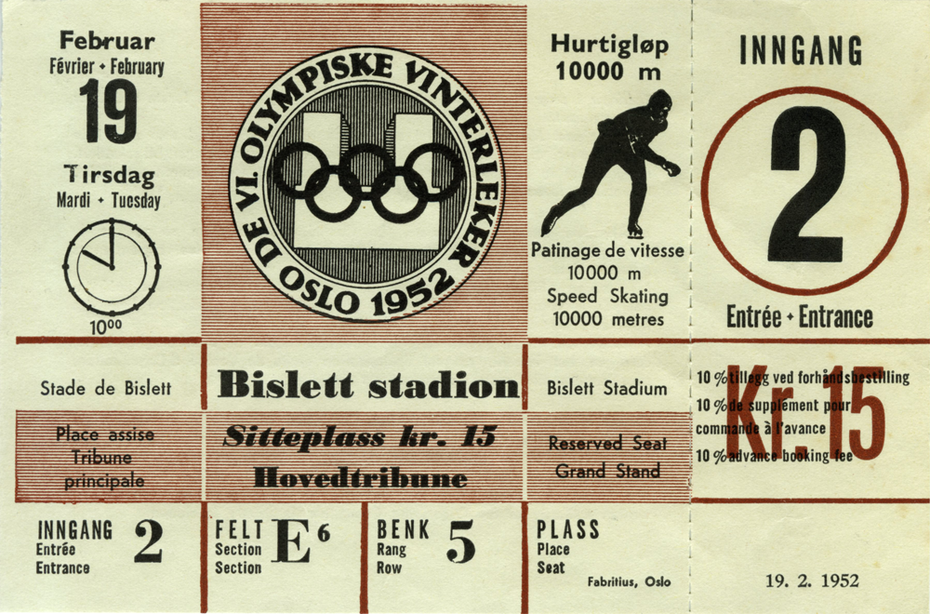 Februar
Février + February
19
Tirsdag
Mardi + Tuesday
10⁰⁰
DE VI. OLYMPISKE VINTERLEKER
OSLO 1952
Hurtigløp
10000 m
Patinage de vitesse
10000 m
Speed Skating
10000 metres
INNGANG
2
Entrée + Entrance
Stade de Bislett
Bislett stadion
Bislett Stadium
Place assise
Tribune
principale
Sitteplass kr. 15
Hovedtribune
Reserved Seat
Grand Stand
Kr. 15
10 % tillegg ved forhåndsbestilling
10 % de supplement pour
commande à l'avance
10 % advance booking fee
INNGANG
Entrée
Entrance
2
FELT
Section
Section
E⁶
BENK
Rang
Row
5
PLASS
Place
Seat
Fabritius, Oslo
19. 2. 1952